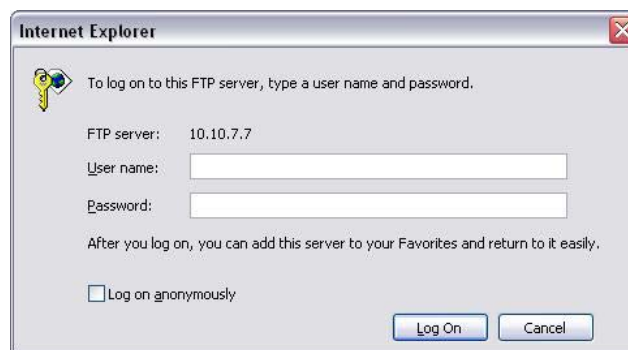 Internet Explorer
To log on to this FTP server, type a user name and password.
FTP server: 10.10.7.7
User name:
Password:
After you log on, you can add this server to your Favorites and return to it easily.
Log on anonymously
Log On Cancel